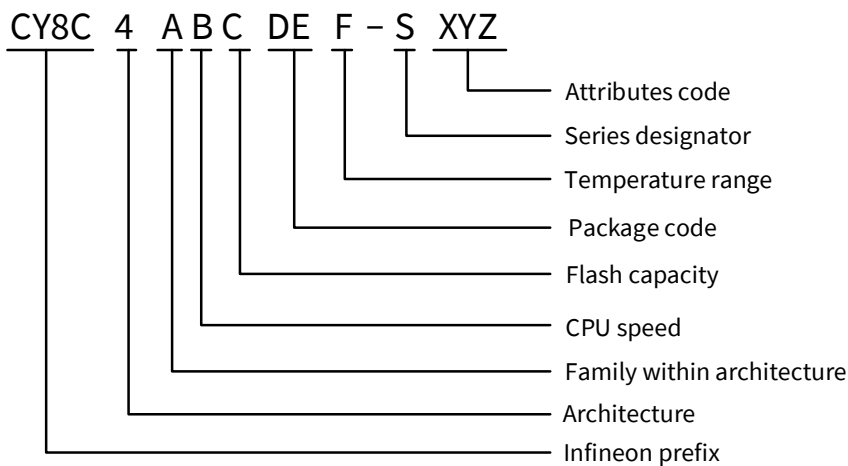 CY8C 4 A B C DE F – S XYZ
Attributes code
Series designator
Temperature range
Package code
Flash capacity
CPU speed
Family within architecture
Architecture
Infineon prefix